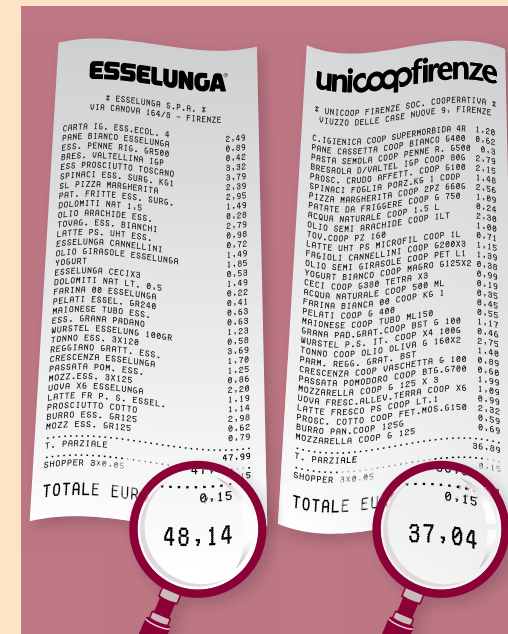 ESSELUNGA®
‡ ESSELUNGA S.P.A. ‡
VIA CANOVA 164/8 - FIRENZE
CARTA IG. ESS.ECOL. 4 2.49
PANE BIANCO ESSELUNGA 0.89
ESS. PENNE RIG. GR500 0.42
BRES. VALTELLINA IGP 3.32
ESS PROSCIUTTO TOSCANO 3.79
SPINACI ESS. SURG. KG1 2.39
SL PIZZA MARGHERITA 2.95
PAT. FRITTE ESS. SURG. 1.49
DOLOMITI NAT 1,5 0.28
OLIO ARACHIDE ESS. 2.79
TOVAG. ESS. BIANCHI 0.98
LATTE PS. UHT ESS. 0.72
ESSELUNGA CANNELLINI 1.49
OLIO GIRASOLE ESSELUNGA 1.05
YOGURT 0.53
ESSELUNGA CECIX3 1.49
DOLOMITI NAT LT. 0.5 0.22
FARINA 00 ESSELUNGA 0.41
PELATI ESSEL. GR240 0.63
MAIONESE TUBO ESS. 0.63
ESS. GRANA PADANO 1.23
WURSTEL ESSELUNG 100GR 0.58
TONNO ESS. 3X120 3.69
REGGIANO GRATT. ESS. 1.70
CRESCENZA ESSELUNGA 1.25
PASSATA POM. ESS. 0.86
MOZZ.ESS. 3X125 2.20
UOVA X6 ESSELUNGA 1.19
LATTE FR P. S. ESSEL. 1.14
PROSCIUTTO COTTO 2.98
BURRO ESS. GR125 0.62
MOZZ ESS. GR125 0.79
T. PARZIALE 47.99
SHOPPER 3X0.05 0,15
TOTALE EUR 48,14
unicoopfirenze
‡ UNICOOP FIRENZE SOC. COOPERATIVA ‡
VIUZZO DELLE CASE NUOVE 9, FIRENZE
C.IGIENICA COOP SUPERMORBIDA 4R 1.20
PANE CASSETTA COOP BIANCO G400 0.62
PASTA SEMOLA COOP PENNE R. G500 0.3
BRESAOLA D/VALTEL IGP COOP 80G 2.79
PROSC. CRUDO AFFETT. COOP G100 2.15
SPINACI FOGLIA PORZ.KG 1 COOP 1.48
PIZZA MARGHERITA COOP 2PZ 660G 2.56
PATATE DA FRIGGERE COOP G 750 1.09
ACQUA NATURALE COOP 1,5 L 0.24
OLIO SEMI ARACHIDE COOP 1LT 2.30
TOV.COOP PZ 160 1.00
LATTE UHT PS MICROFIL COOP 1L 0.71
FAGIOLI CANNELLINI COOP G200X3 1.15
OLIO SEMI GIRASOLE COOP PET L1 1.39
YOGURT BIANCO COOP MAGRO G125X2 0.38
CECI COOP G380 TETRA X3 0.99
ACQUA NATURALE COOP 500 ML 0.19
FARINA BIANCA 00 COOP KG 1 0.35
PELATI COOP G 400 0.45
MAIONESE COOP TUBO ML150 0.55
GRANA PAD.GRAT.COOP BST G 100 1.17
WURSTEL P.S. IT. COOP X4 100G 0.46
TONNO COOP OLIO OLIVA G 160X2 2.75
PARM. REGG. GRAT. BST 1.40
CRESCENZA COOP VASCHETTA G 100 0.89
PASSATA POMODORO COOP BTG.G700 0.60
MOZZARELLA COOP G 125 X 3 1.99
UOVA FRESC.ALLEV.TERRA COOP X6 1.09
LATTE FRESCO PS COOP LT.1 0.99
PROSC. COTTO COOP FET.MOS.G150 2.32
BURRO PAN.COOP 125G 0.59
MOZZARELLA COOP G 125 0.69
T. PARZIALE 36.89
SHOPPER 3X0.05 0.15
0,15
TOTALE EU 37,04